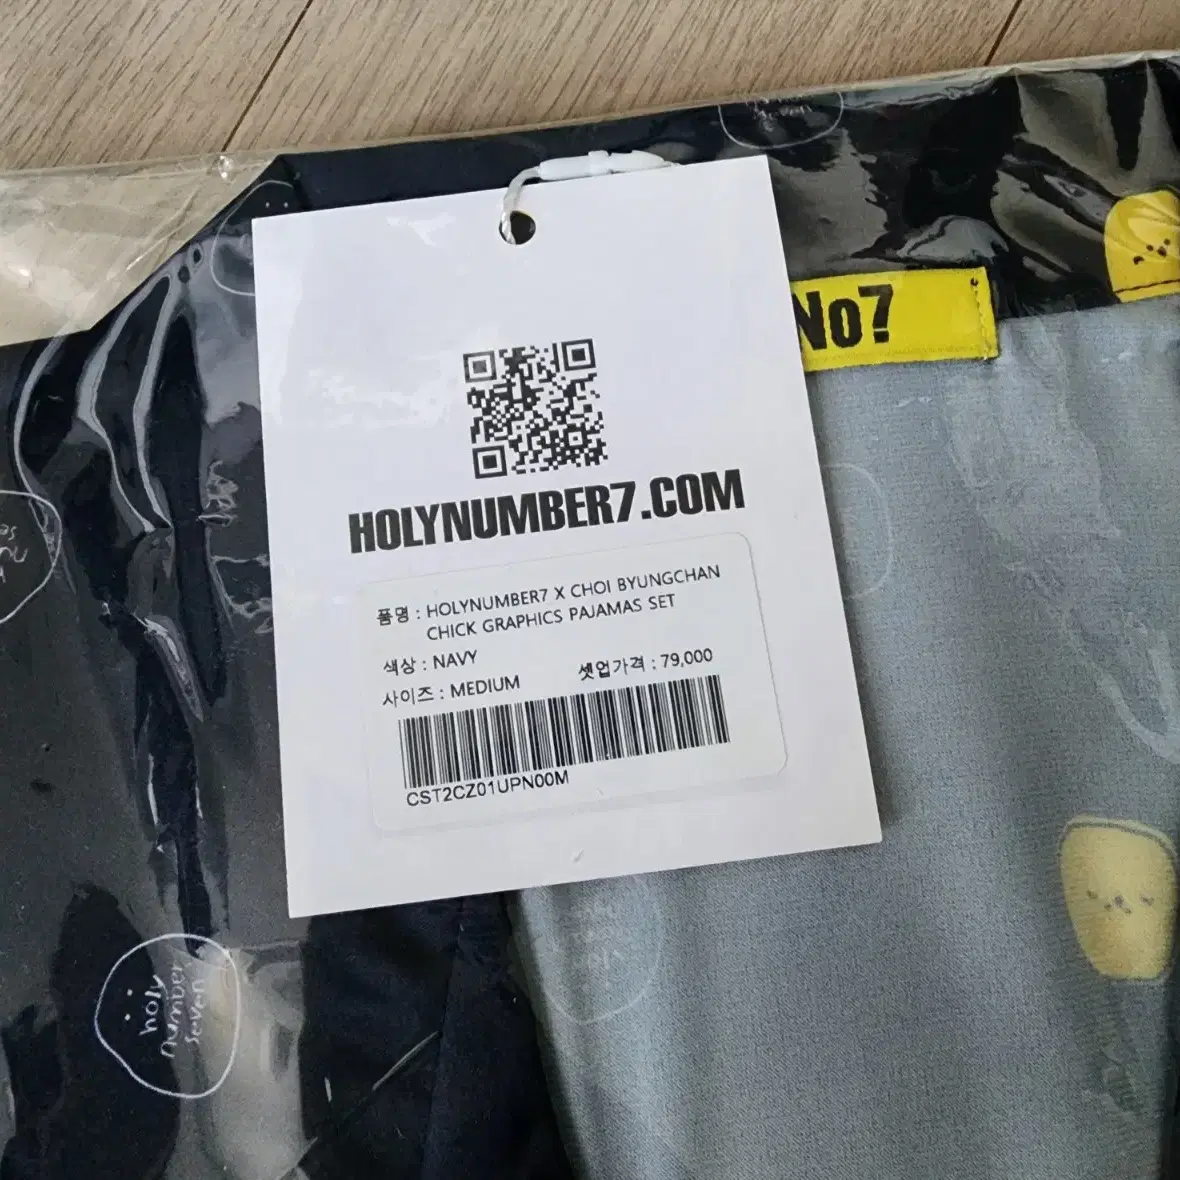 No7
HOLYNUMBER7.COM
품명 : HOLYNUMBER7 X CHOI BYUNGCHAN
CHICK GRAPHICS PAJAMAS SET
색상 : NAVY
사이즈 : MEDIUM
셋업가격 : 79,000
CST2CZ01UPN00M
holy
number
seven